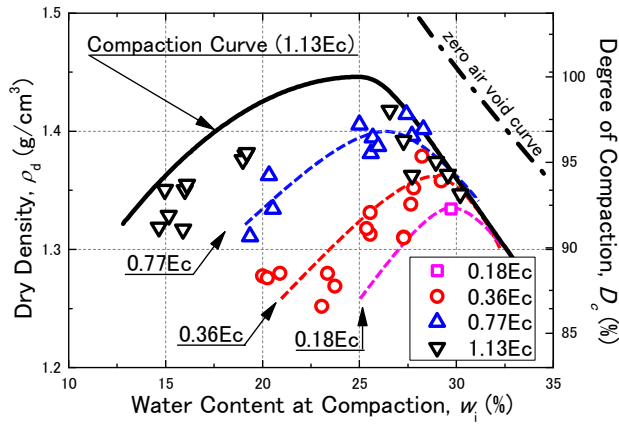 1.5
1.4
1.3
1.2
Dry Density, ρd (g/cm3)
Compaction Curve (1.13Ec)
zero air void curve
0.77Ec
0.36Ec
0.18Ec
0.18Ec
0.36Ec
0.77Ec
1.13Ec
100
95
90
85
Degree of Compaction, Dc (%)
10 15 20 25 30 35
Water Content at Compaction, wi (%)